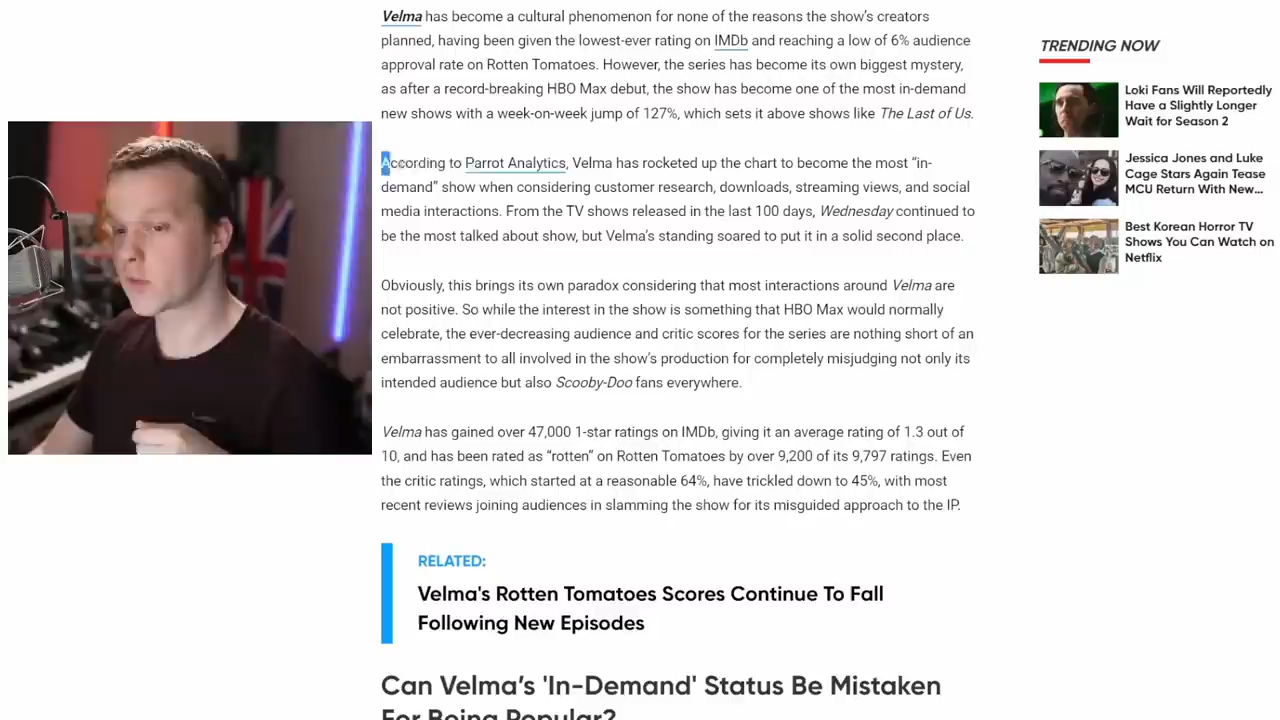 Velma has become a cultural phenomenon for none of the reasons the show's creators
planned, having been given the lowest-ever rating on IMDb and reaching a low of 6% audience
approval rate on Rotten Tomatoes. However, the series has become its own biggest mystery,
as after a record-breaking HBO Max debut, the show has become one of the most in-demand
new shows with a week-on-week jump of 127%, which sets it above shows like The Last of Us.
According to Parrot Analytics, Velma has rocketed up the chart to become the most “in-
demand” show when considering customer research, downloads, streaming views, and social
media interactions. From the TV shows released in the last 100 days, Wednesday continued to
be the most talked about show, but Velma's standing soared to put it in a solid second place.
Obviously, this brings its own paradox considering that most interactions around Velma are
not positive. So while the interest in the show is something that HBO Max would normally
celebrate, the ever-decreasing audience and critic scores for the series are nothing short of an
embarrassment to all involved in the show's production for completely misjudging not only its
intended audience but also Scooby-Doo fans everywhere.
Velma has gained over 47,000 1-star ratings on IMDb, giving it an average rating of 1.3 out of
10, and has been rated as “rotten” on Rotten Tomatoes by over 9,200 of its 9,797 ratings. Even
the critic ratings, which started at a reasonable 64%, have trickled down to 45%, with most
recent reviews joining audiences in slamming the show for its misguided approach to the IP.
RELATED:
Velma's Rotten Tomatoes Scores Continue To Fall
Following New Episodes
Can Velma's 'In-Demand' Status Be Mistaken
For Being Popular?
TRENDING NOW
Loki Fans Will Reportedly
Have a Slightly Longer
Wait for Season 2
Jessica Jones and Luke
Cage Stars Again Tease
MCU Return With New...
Best Korean Horror TV
Shows You Can Watch on
Netflix